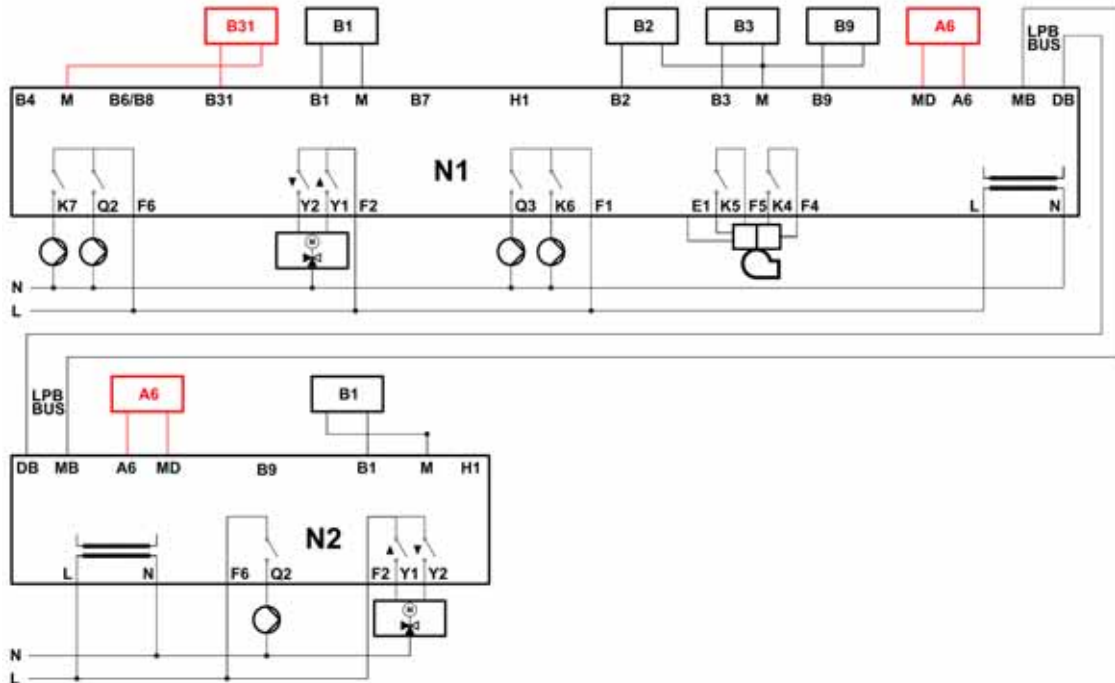 B31 B1 B2 B3 B9 A6 LPB
BUS
B4 M B6/B8 B31 B1 M B7 H1 B2 B3 M B9 MD A6 MB DB
N1
K7 Q2 F6 Y2 Y1 F2 Q3 K6 F1 E1 K5 F5 K4 F4 L N
M
N
L
LPB
BUS
A6 B1
DB MB A6 MD B9 B1 M H1
N2
L N F6 Q2 F2 Y1 Y2
M
N
L